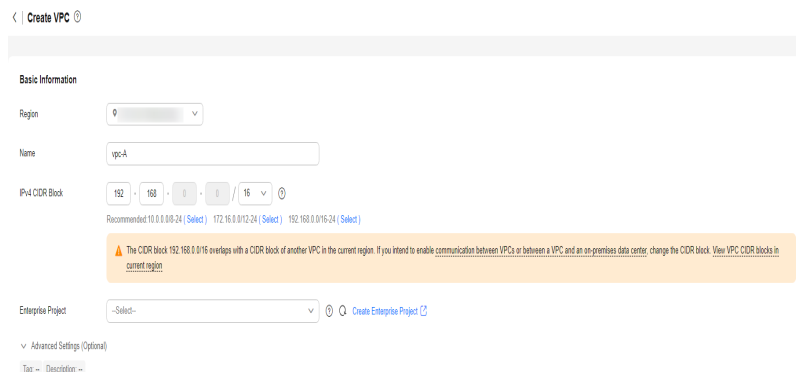 Create VPC
Basic Information
Region
Name vpc-A
IPv4 CIDR Block 192 · 168 · 0 · 0 / 16
Recommended:10.0.0.0/8-24 ( Select ) 172.16.0.0/12-24 ( Select ) 192.168.0.0/16-24 ( Select )
The CIDR block 192.168.0.0/16 overlaps with a CIDR block of another VPC in the current region. If you intend to enable communication between VPCs or between a VPC and an on-premises data center, change the CIDR block. View VPC CIDR blocks in
current region
Enterprise Project --Select-- Create Enterprise Project
Advanced Settings (Optional)
Tag: -- Description: --